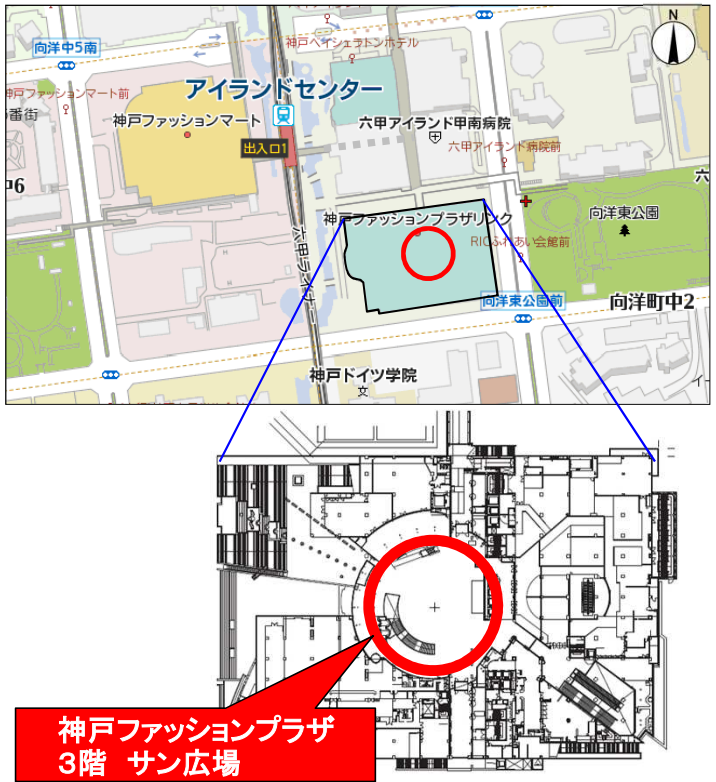 N
向洋中5南
神戸ベイシェラトンホテル
アイランドセンター
神戸ファッションマート前
番街
神戸ファッションマート
六甲アイランド甲南病院
出入口1
六甲アイランド病院前
中6
六
神戸ファッションプラザリンク
向洋東公園
RICふれあい会館前
六甲ライナー
向洋東公園前
向洋町中2
神戸ドイツ学院
文
イ
神戸ファッションプラザ
3階 サン広場